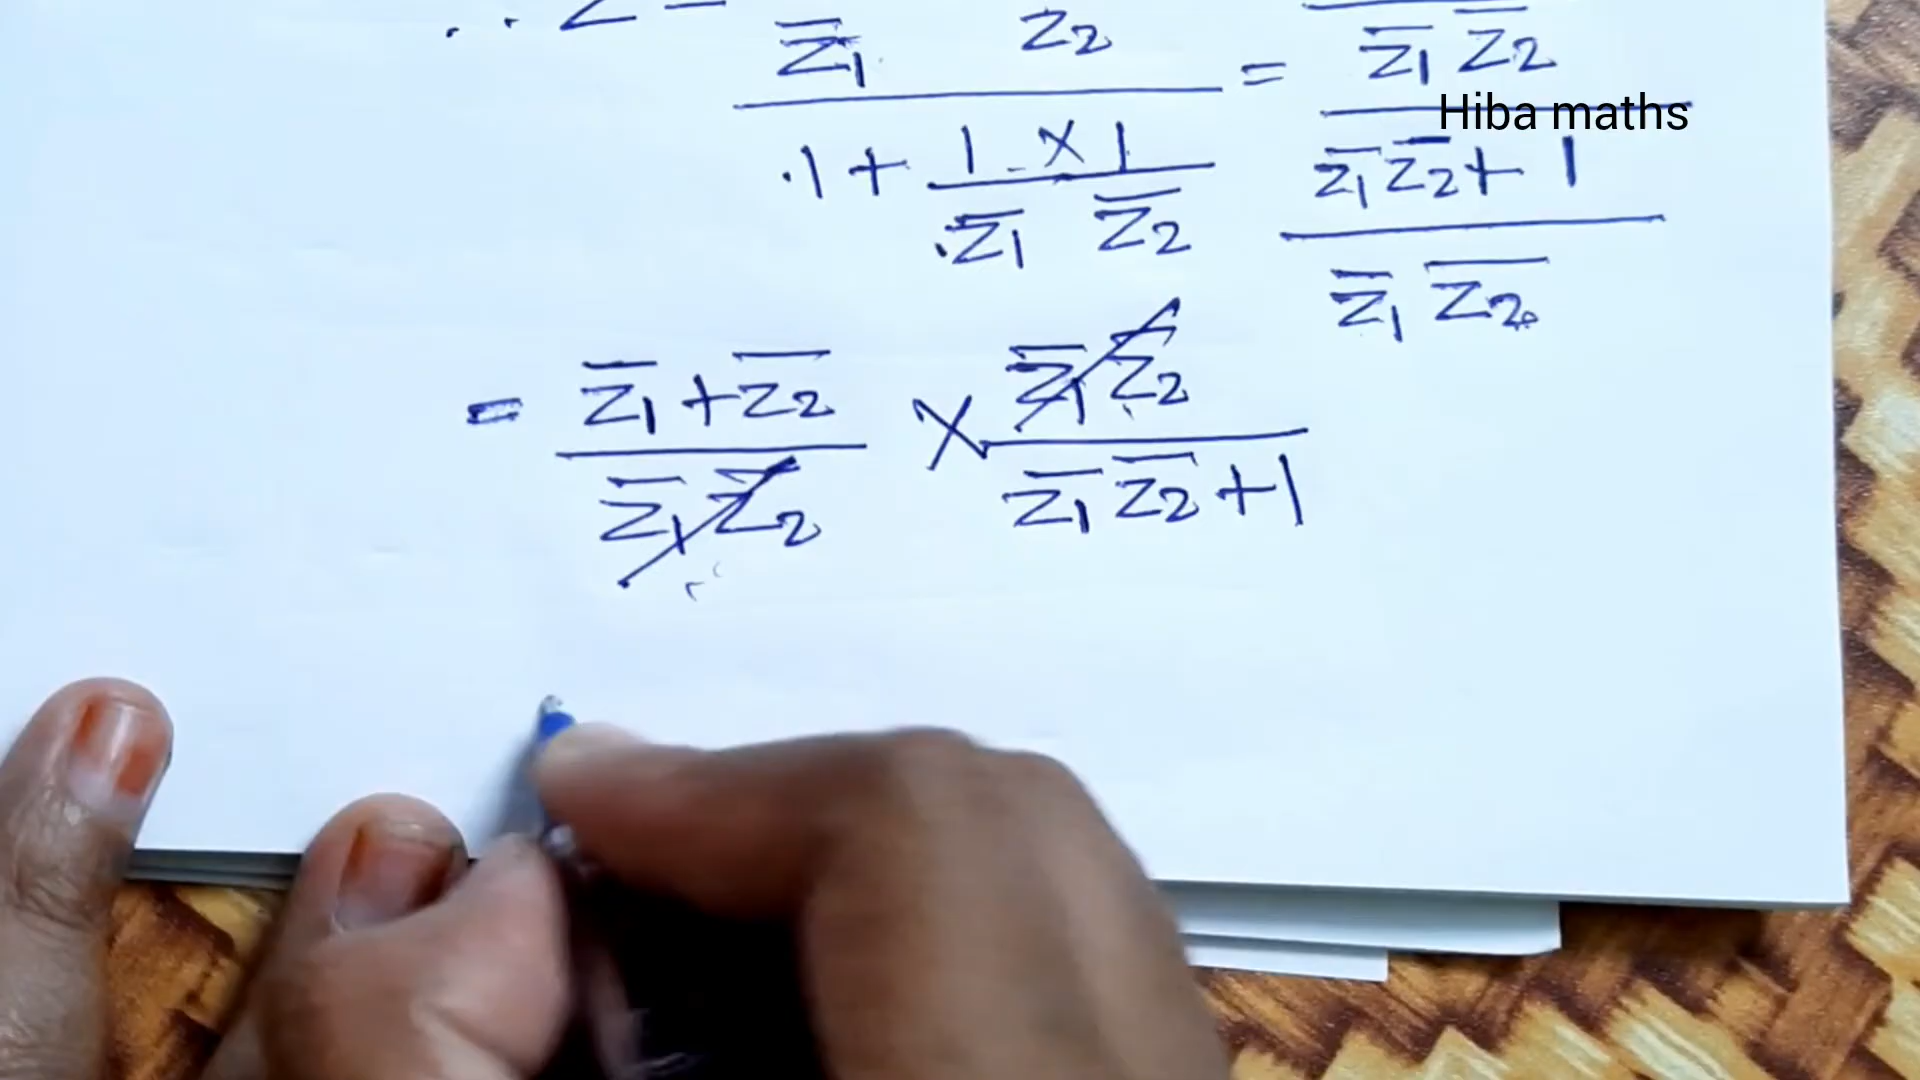 ∴ Z = z̅₁ z₂ = z̅₁ z̅₂
Hiba maths
1 + 1 × 1 z̅₁ z̅₂ + 1
z̅₁ z̅₂ z̅₁ z̅₂
= z̅₁ + z̅₂ × z̅₁ z̅₂
z̅₁ z̅₂ z̅₁ z̅₂ + 1